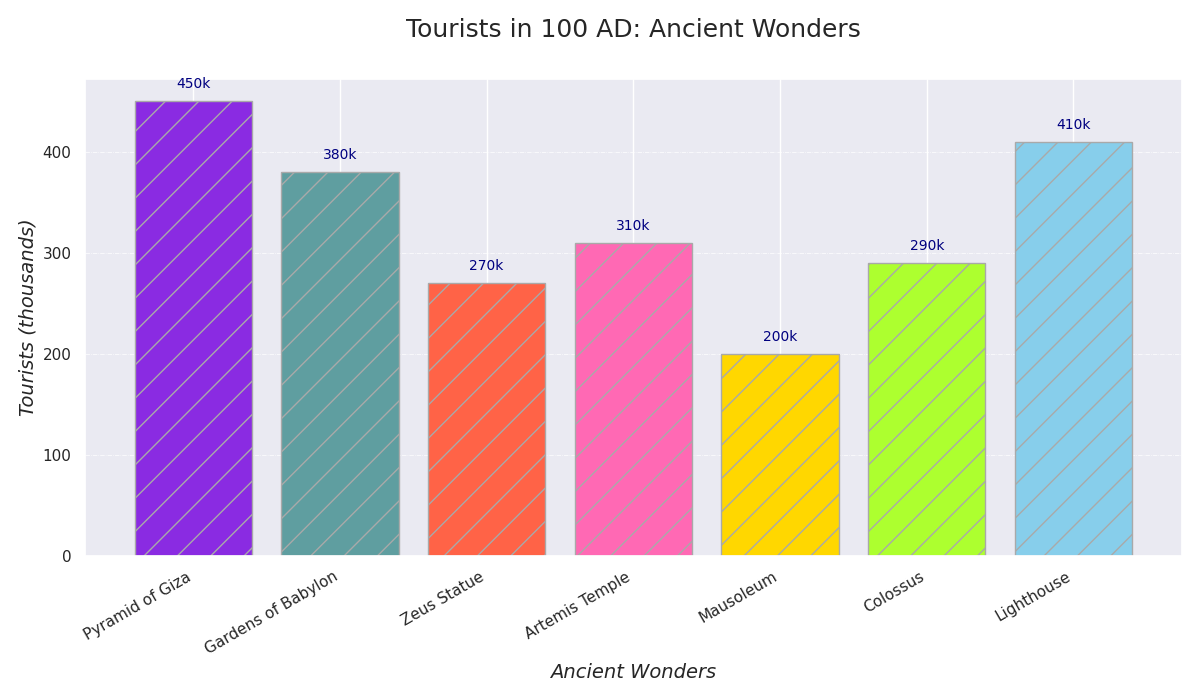 Tourists in 100 AD: Ancient Wonders
450k
380k
270k
310k
200k
290k
410k
Tourists (thousands)
400
300
200
100
0
Pyramid of Giza
Gardens of Babylon
Zeus Statue
Artemis Temple
Mausoleum
Colossus
Lighthouse
Ancient Wonders